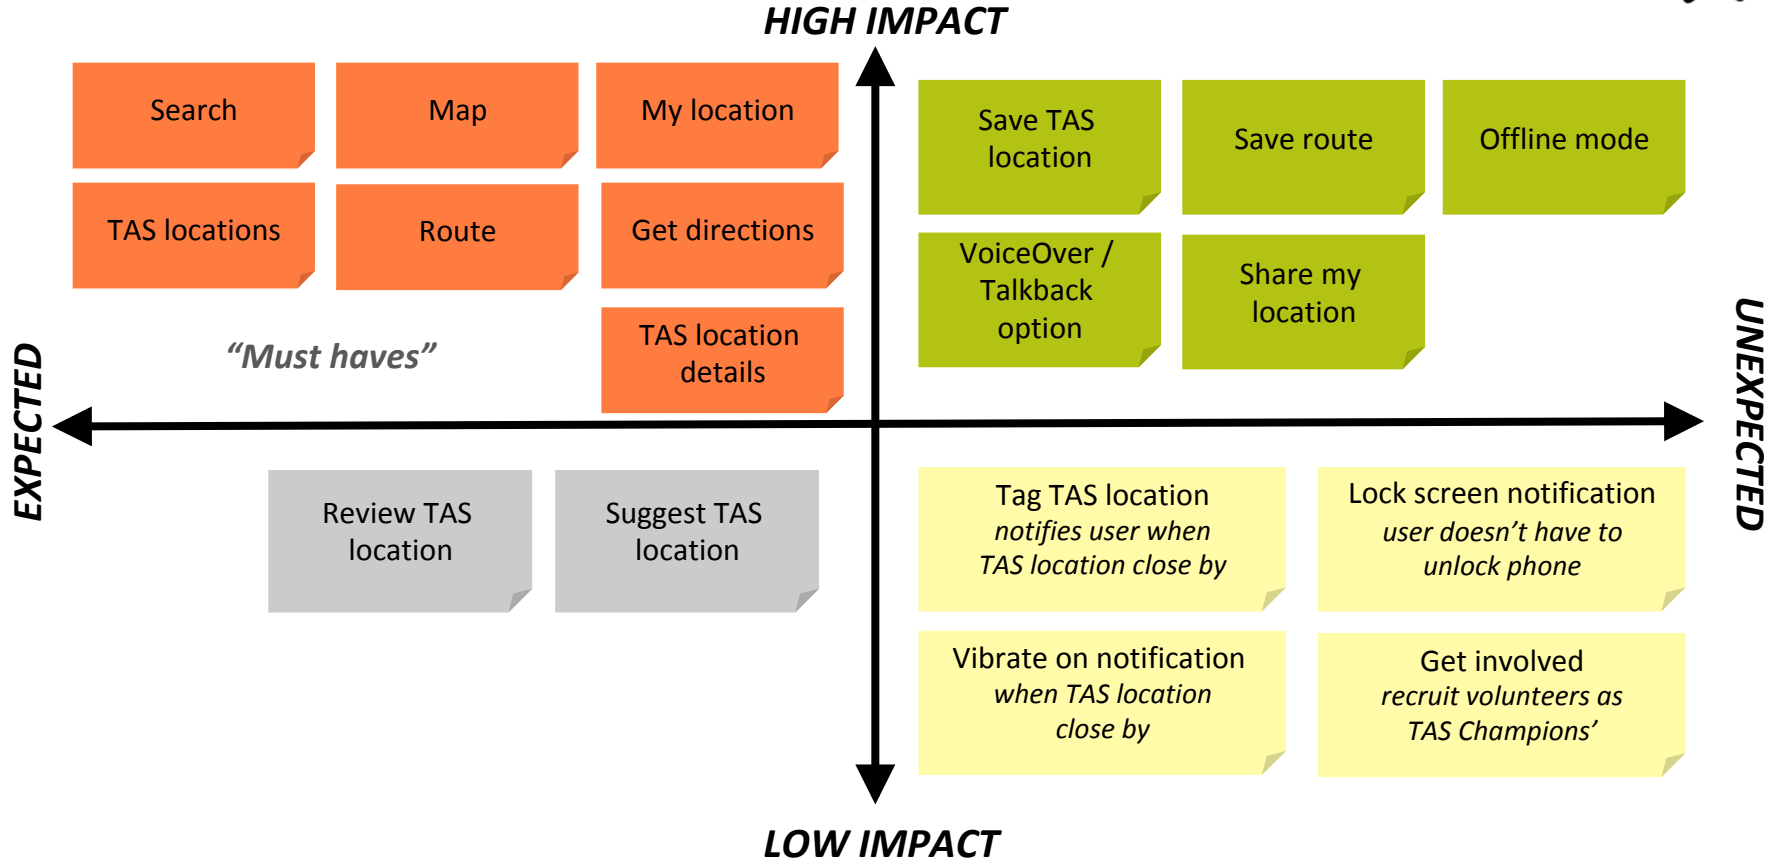 HIGH IMPACT
Search
Map
My location
Save TAS
location
Save route
Offline mode
TAS locations
Route
Get directions
VoiceOver /
Talkback
option
Share my
location
"Must haves"
TAS location
details
EXPECTED
UNEXPECTED
Review TAS
location
Suggest TAS
location
Tag TAS location
notifies user when
TAS location close by
Lock screen notification
user doesn't have to
unlock phone
Vibrate on notification
when TAS location
close by
Get involved
recruit volunteers as
TAS Champions'
LOW IMPACT